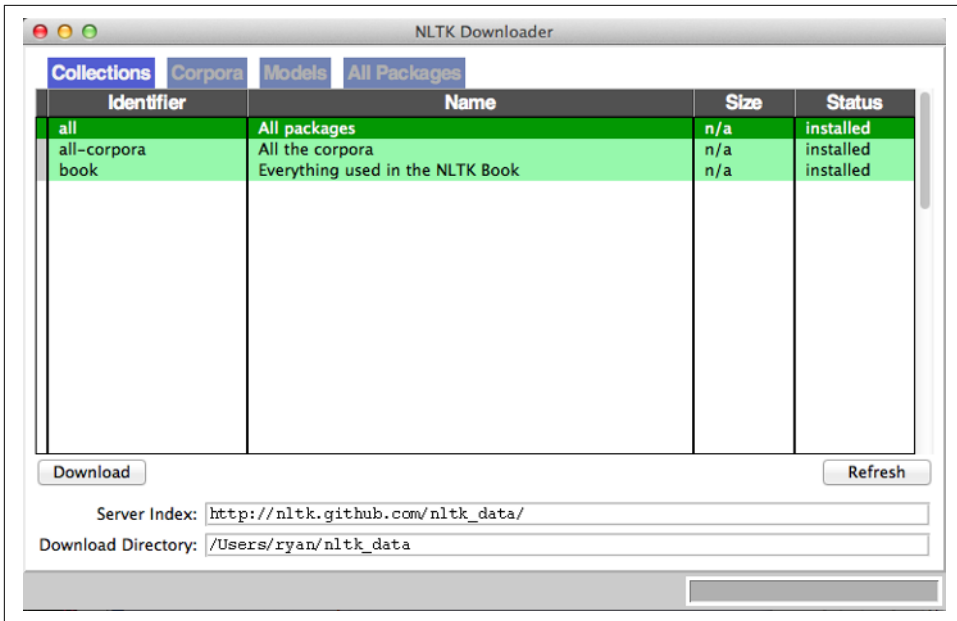 NLTK Downloader
Collections Corpora Models All Packages
Identifier Name Size Status
all All packages n/a installed
all-corpora All the corpora n/a installed
book Everything used in the NLTK Book n/a installed
Download Refresh
Server Index: http://nltk.github.com/nltk_data/
Download Directory: /Users/ryan/nltk_data